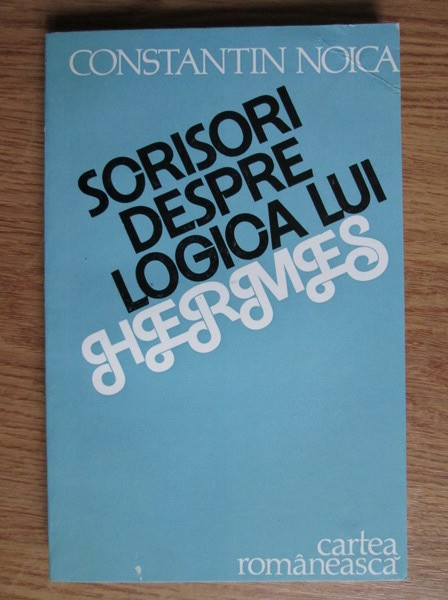 CONSTANTIN NOICA
SCRISORI
DESPRE
LOGICA LUI
HERMES
cartea
românească